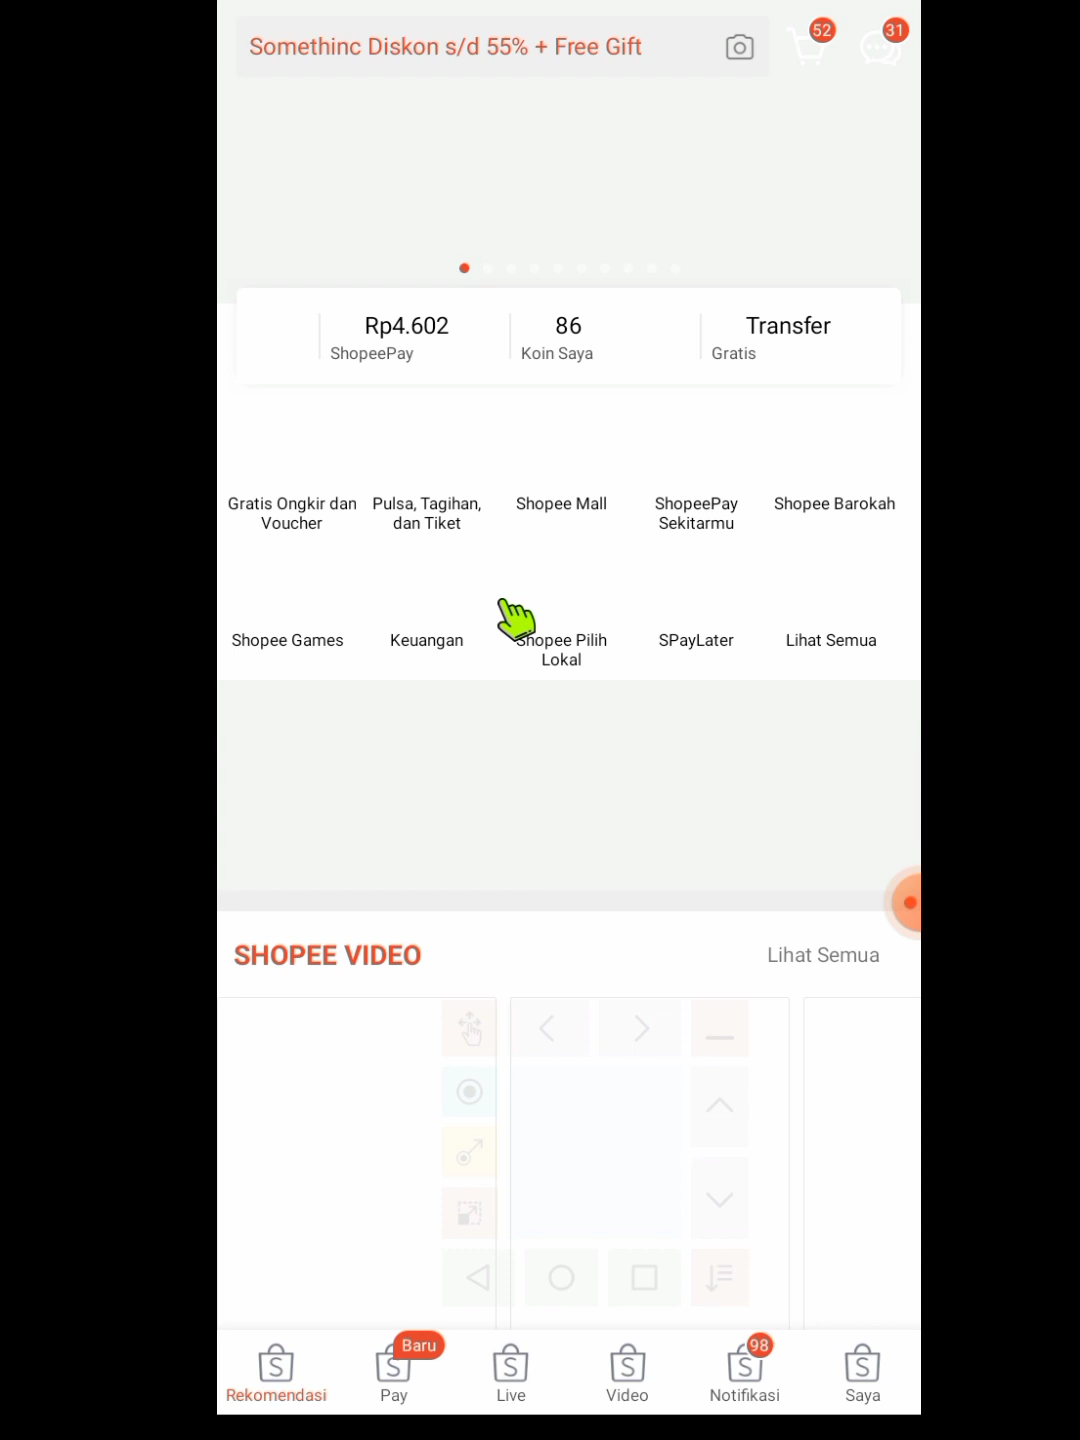 Somethinc Diskon s/d 55% + Free Gift
52
31
Rp4.602
86
Transfer
ShopeePay
Koin Saya
Gratis
Gratis Ongkir dan
Voucher
Pulsa, Tagihan,
dan Tiket
Shopee Mall
ShopeePay
Sekitarmu
Shopee Barokah
Shopee Games
Keuangan
Shopee Pilih
Lokal
SPayLater
Lihat Semua
SHOPEE VIDEO
Lihat Semua
Baru
98
Rekomendasi
Pay
Live
Video
Notifikasi
Saya